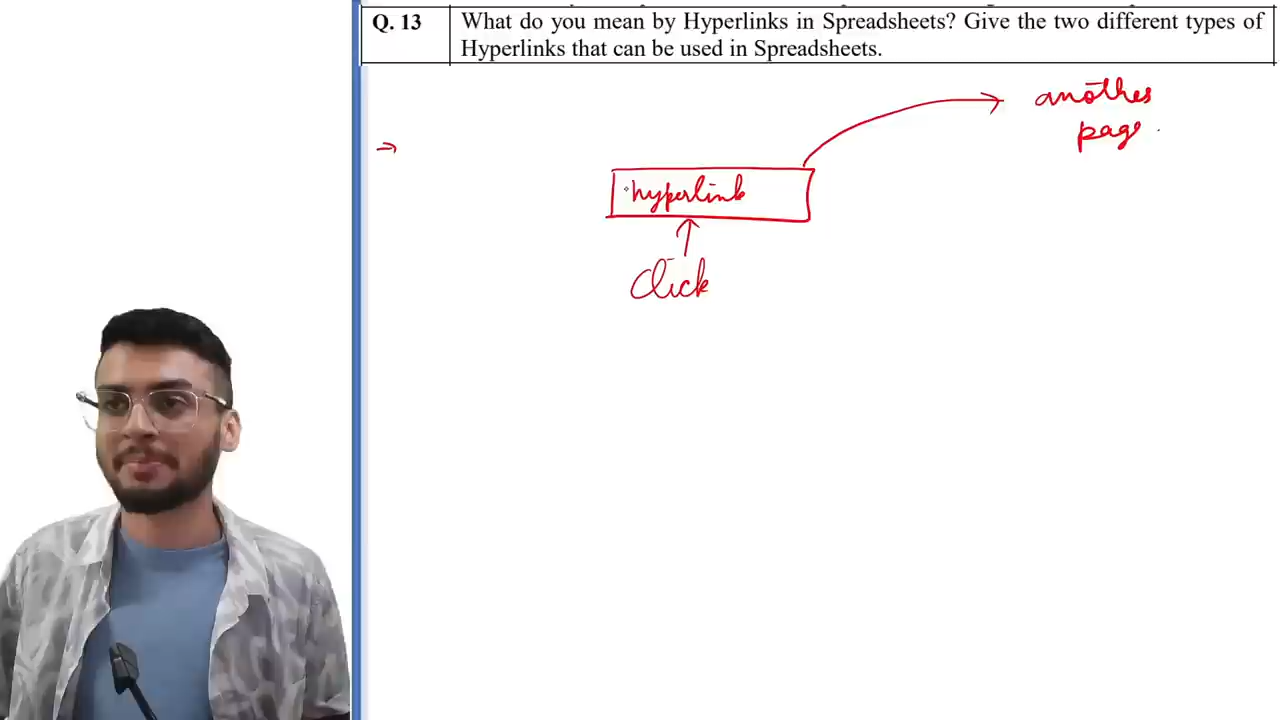 Q. 13 What do you mean by Hyperlinks in Spreadsheets? Give the two different types of
Hyperlinks that can be used in Spreadsheets.
another
page
hyperlink
Click